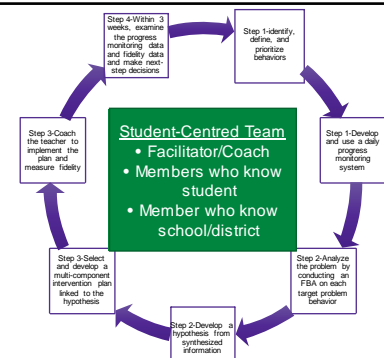 Step 4-Within 3
weeks, examine
the progress
monitoring data
and fidelity data
and make next-
step decisions
Step 1-identify,
define, and
prioritize
behaviors
Step 1-Develop
and use a daily
progress
monitoring
system
Step 2-Analyze
the problem by
conducting an
FBA on each
target problem
behavior
Step 2-Develop a
hypothesis from
synthesized
information
Step 3-Select
and develop a
multi-component
intervention plan
linked to the
hypothesis
Step 3-Coach
the teacher to
implement the
plan and
measure fidelity
Student-Centred Team
• Facilitator/Coach
• Members who know
student
• Member who know
school/district